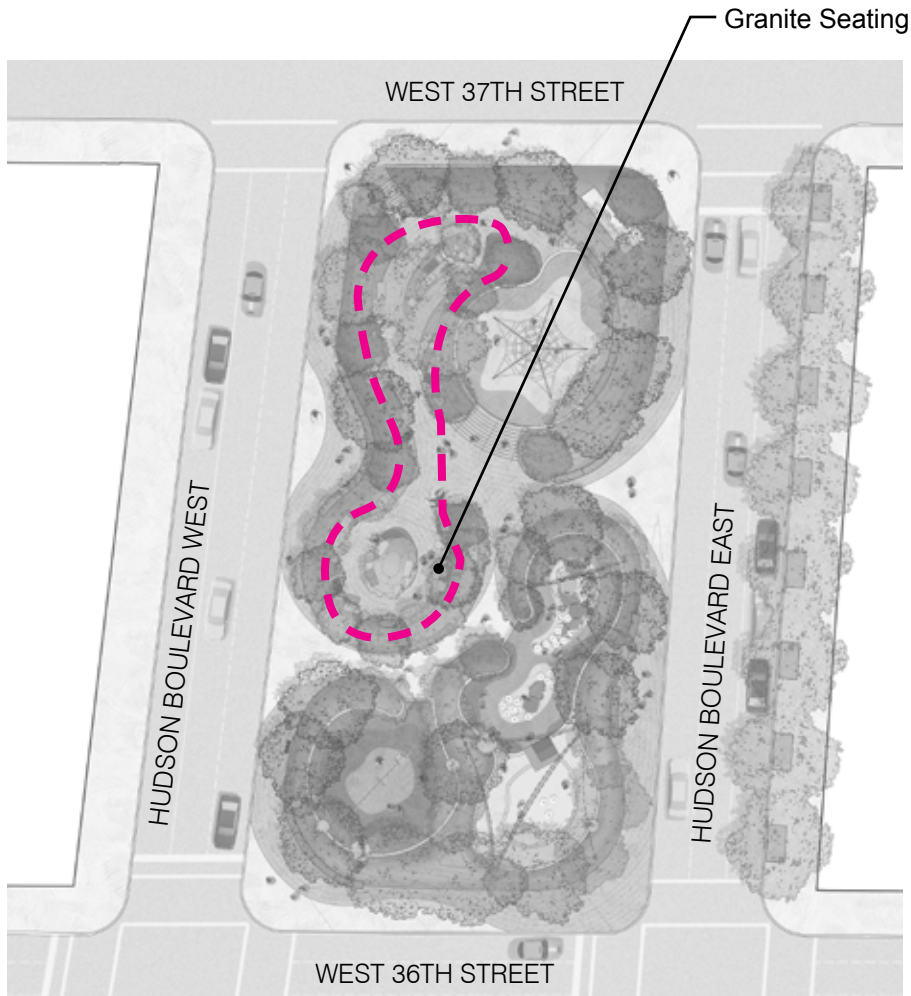 Granite Seating
WEST 37TH STREET
HUDSON BOULEVARD WEST
HUDSON BOULEVARD EAST
WEST 36TH STREET